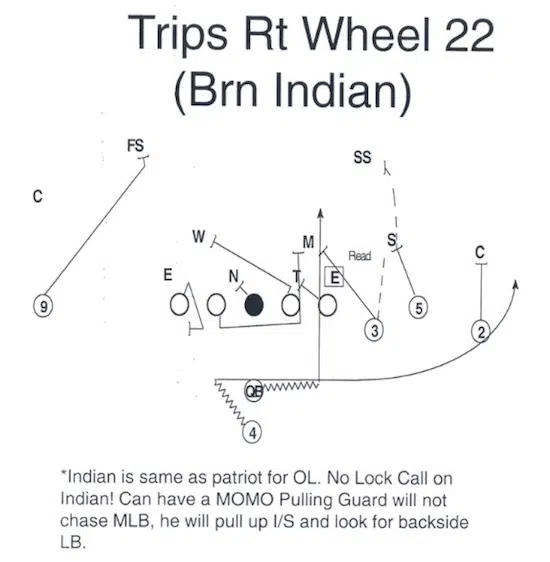 Trips Rt Wheel 22
(Brn Indian)
FS
SS
C
W
M
Read
S
C
E
N
T
E
9
5
3
2
QB
4
*Indian is same as patriot for OL. No Lock Call on
Indian! Can have a MOMO Pulling Guard will not
chase MLB, he will pull up I/S and look for backside
LB.